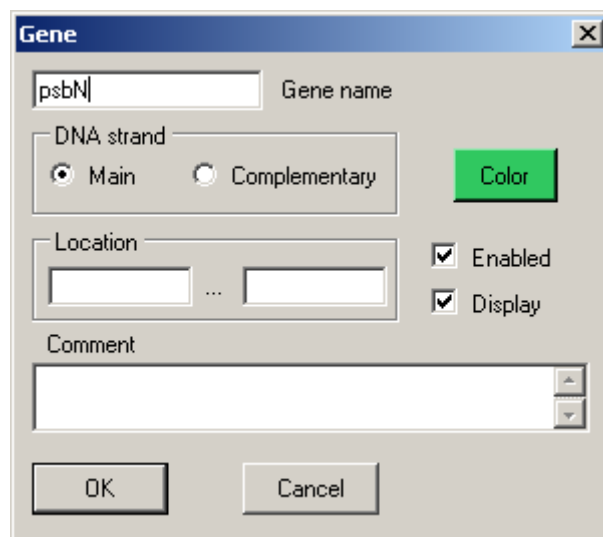 Gene
psbN Gene name
DNA strand
Main Complementary Color
Location
... Enabled
Display
Comment
OK Cancel